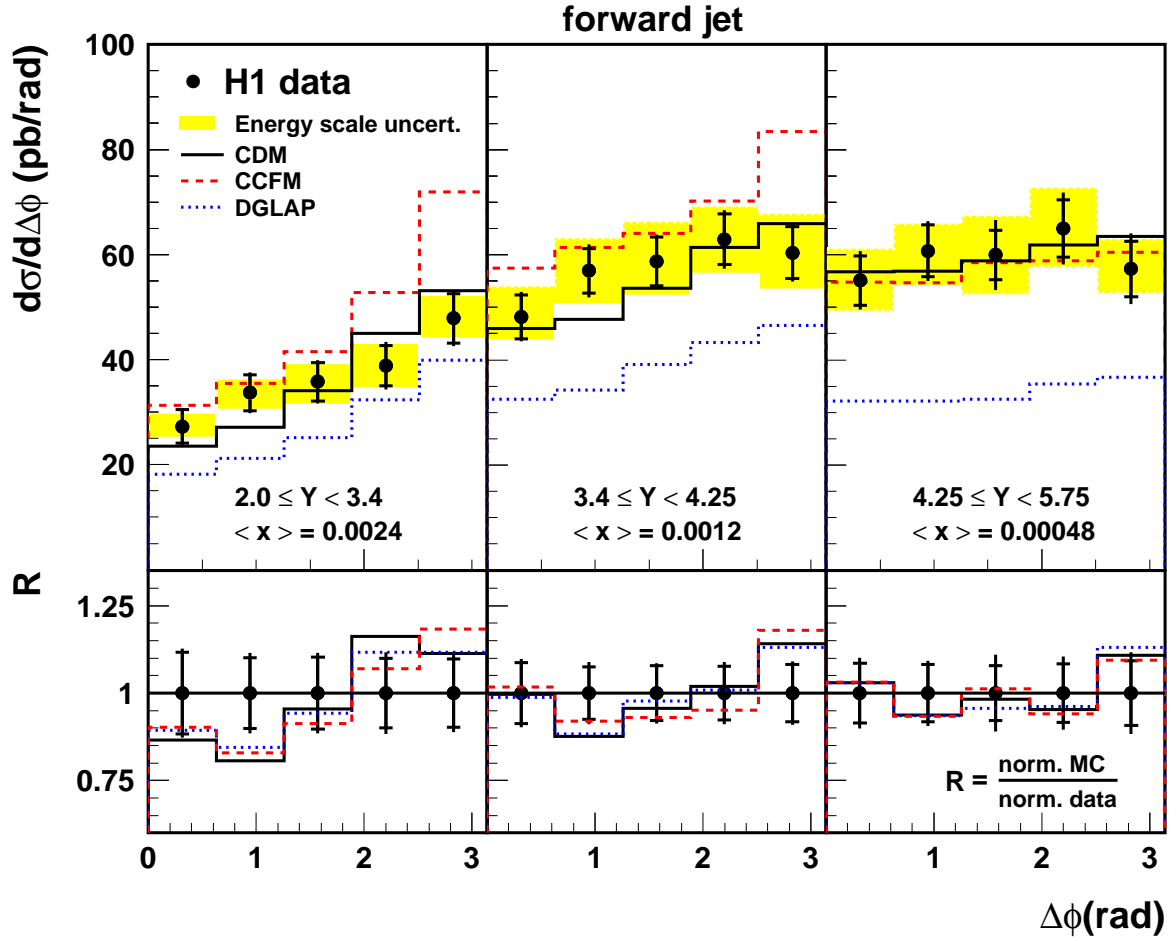 forward jet
dσ/dΔϕ (pb/rad)
100
80
60
40
20
H1 data
Energy scale uncert.
CDM
CCFM
DGLAP
2.0 ≤ Y < 3.4
< x > = 0.0024
3.4 ≤ Y < 4.25
< x > = 0.0012
4.25 ≤ Y < 5.75
< x > = 0.00048
R
1.25
1
0.75
R = norm. MC
norm. data
0 1 2 3 1 2 3 1 2 3
Δϕ(rad)